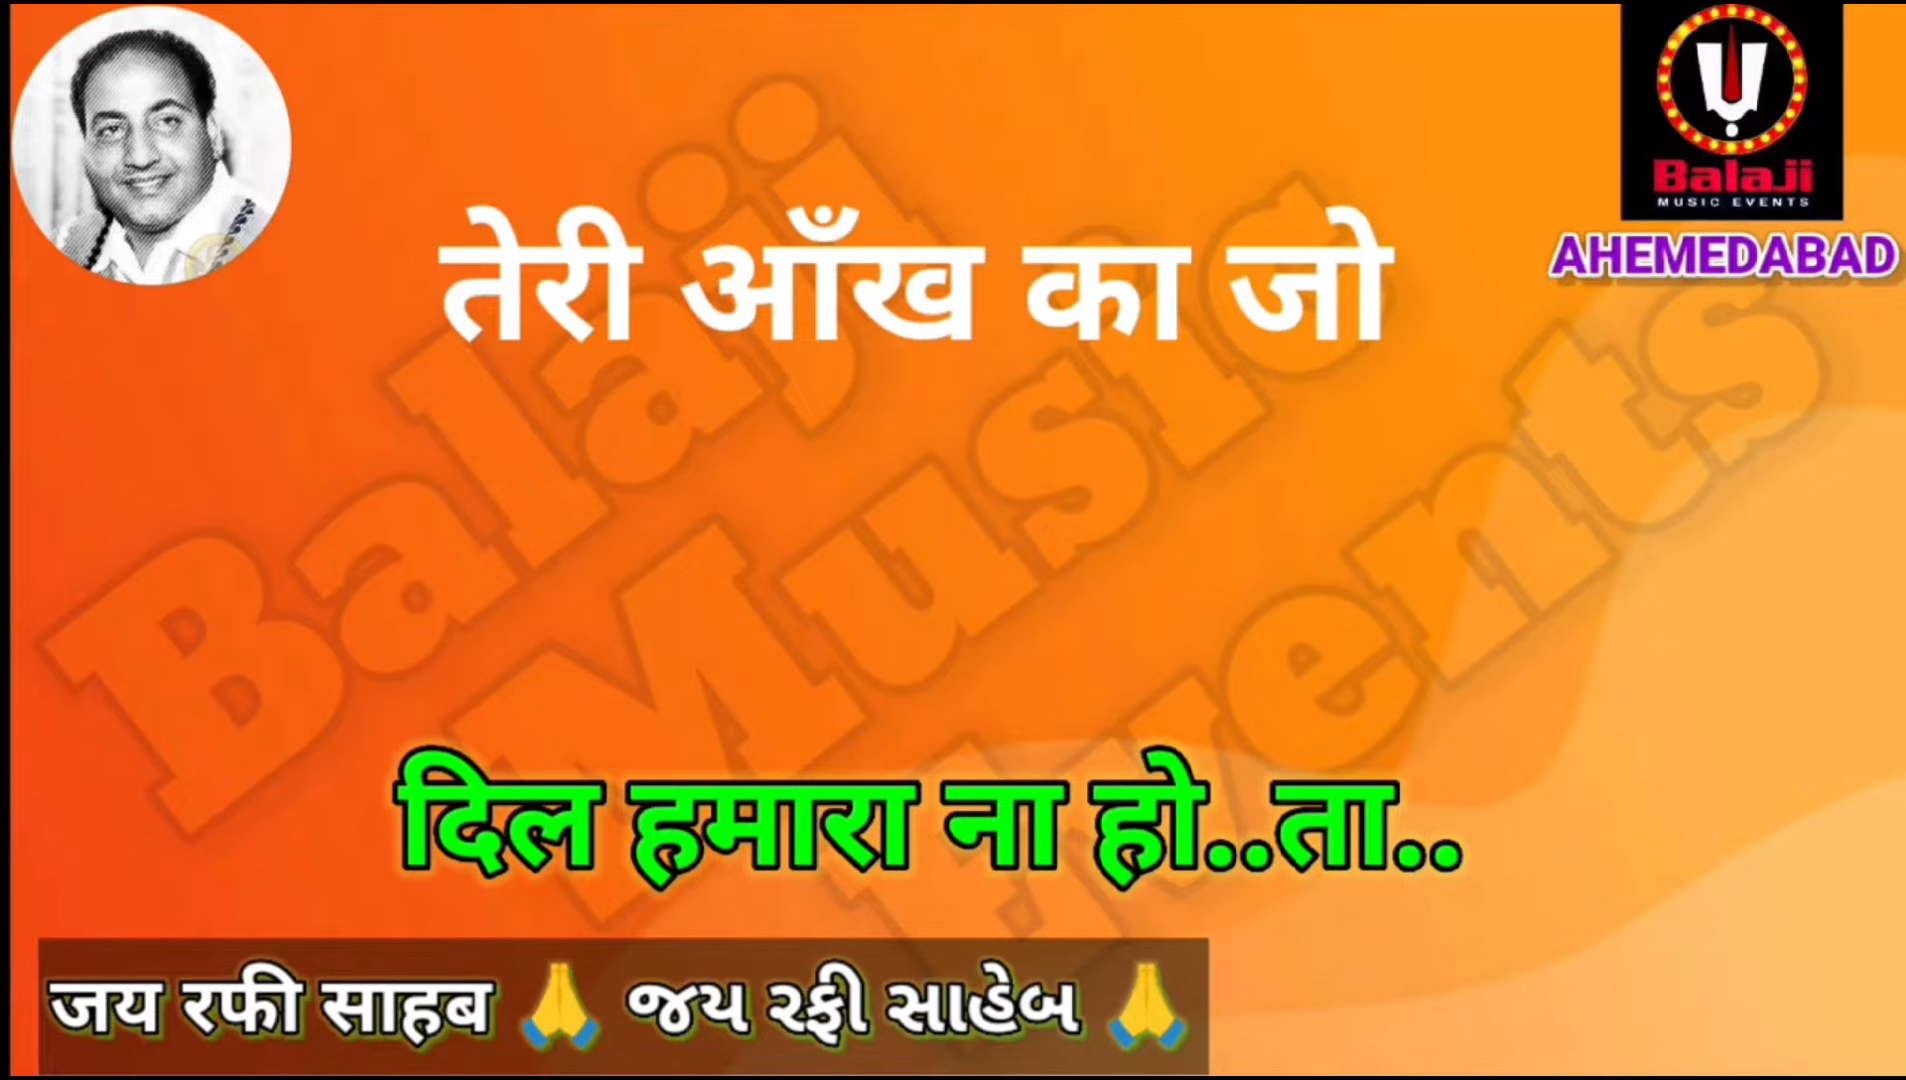 Balaji
MUSIC EVENTS
AHEMEDABAD
तेरी आँख का जो
Balaji
Music
Events
दिल हमारा ना हो..ता..
जय रफी साहब 🙏 જય રફી સાહેબ 🙏